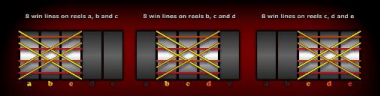 8 win lines on reels a, b and c
8 win lines on reels b, c and d
8 win lines on reels c, d and e
a b c
b c d
c d e